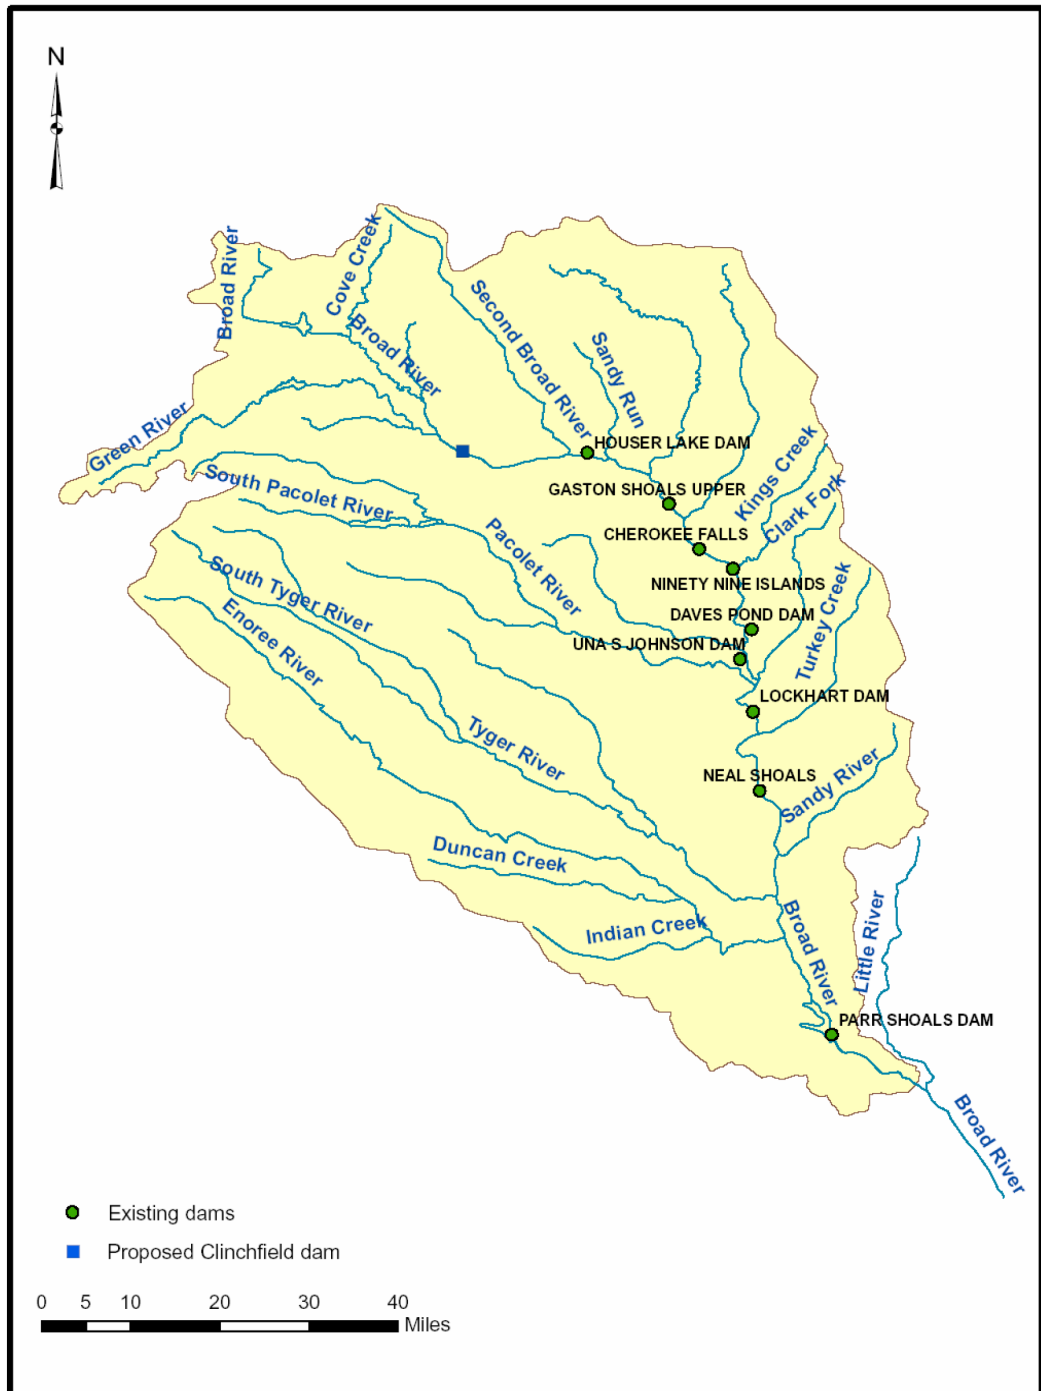 N
Broad River
Cove Creek
Second Broad River
Broad River
Sandy Run
Green River
HOUSER LAKE DAM
Kings Creek
South Pacolet River
GASTON SHOALS UPPER
Clark Fork
Pacolet River
CHEROKEE FALLS
NINETY NINE ISLANDS
South Tyger River
Turkey Creek
Enoree River
DAVES POND DAM
UNA S JOHNSON DAM
LOCKHART DAM
Tyger River
NEAL SHOALS
Sandy River
Duncan Creek
Indian Creek
Broad River
Little River
PARR SHOALS DAM
Broad River
Existing dams
Proposed Clinchfield dam
0 5 10 20 30 40
Miles